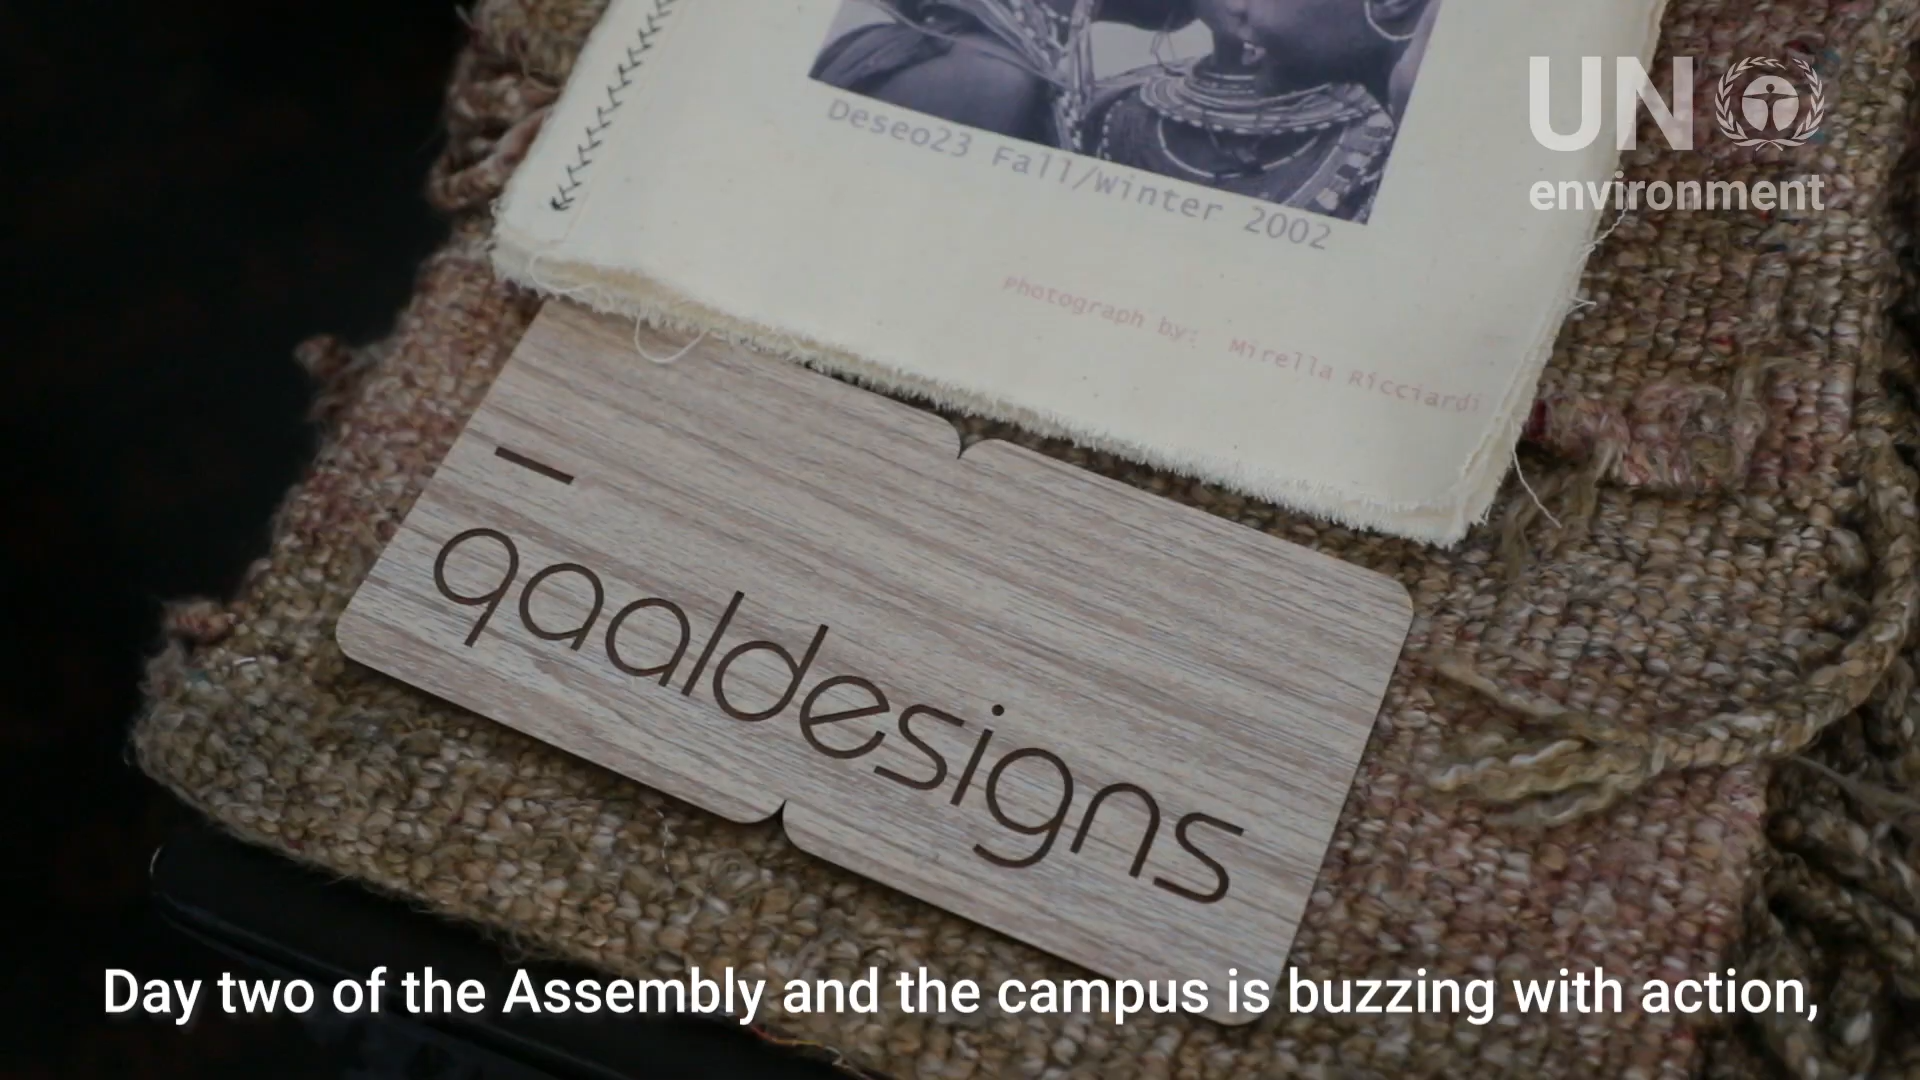 UN
environment
Deseo23 Fall/Winter 2002
Photograph by: Mirella Ricciardi
qaaldesigns
Day two of the Assembly and the campus is buzzing with action,